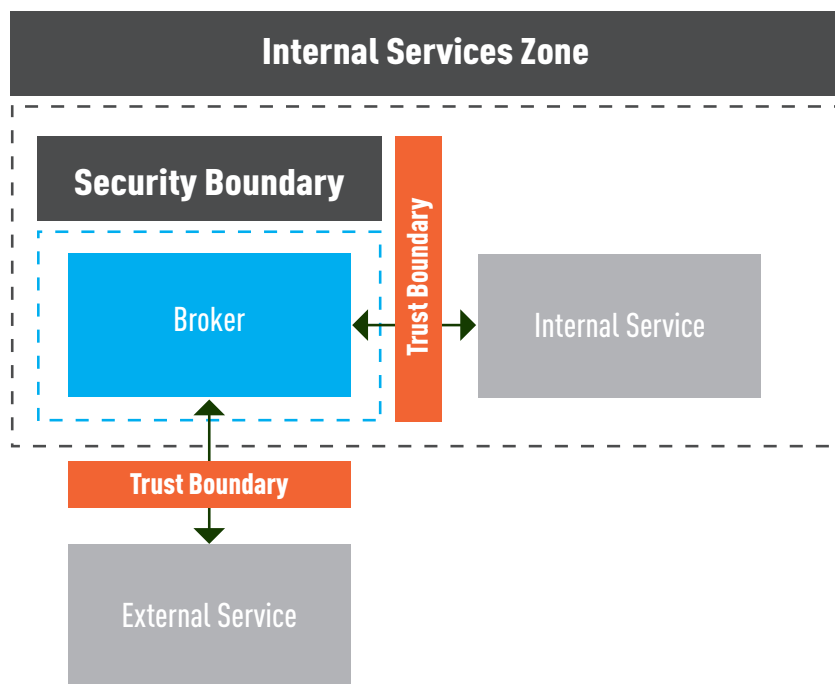 Internal Services Zone
Security Boundary
Trust Boundary
Broker
Internal Service
Trust Boundary
External Service